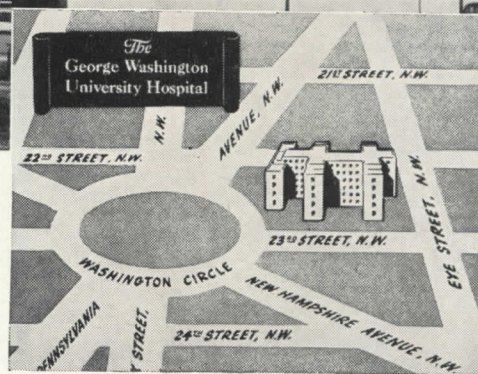 The
George Washington
University Hospital
21ST STREET, N.W.
N.W.
AVENUE, N.W.
22ND STREET, N.W.
EYE STREET, N.W.
23RD STREET, N.W.
WASHINGTON CIRCLE
NEW HAMPSHIRE AVENUE, N.W.
PENNSYLVANIA
STREET,
24TH STREET, N.W.